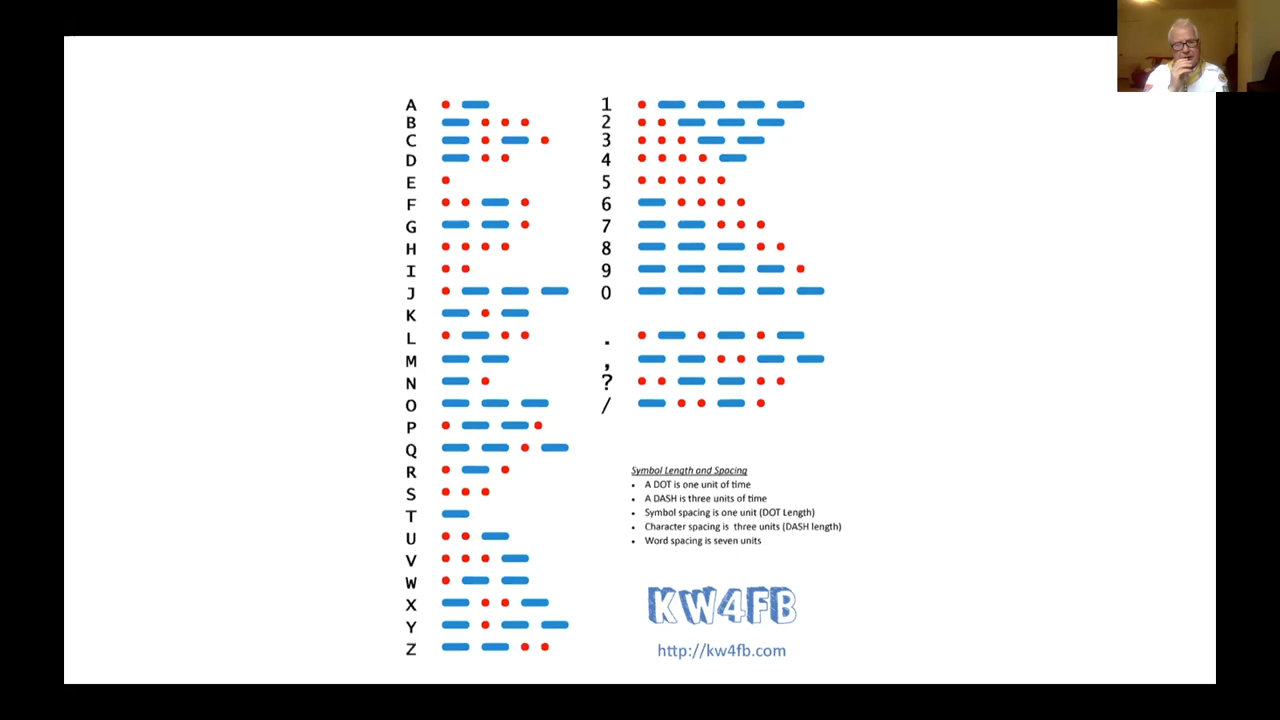 A
B
C
D
E
F
G
H
I
J
K
L
M
N
O
P
Q
R
S
T
U
V
W
X
Y
Z
1
2
3
4
5
6
7
8
9
0
.
,
?
/
Symbol Length and Spacing
• A DOT is one unit of time
• A DASH is three units of time
• Symbol spacing is one unit (DOT Length)
• Character spacing is three units (DASH length)
• Word spacing is seven units
KW4FB
http://kw4fb.com